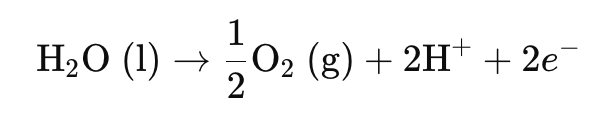 H₂O (l) → 1/2 O₂ (g) + 2H⁺ + 2e⁻